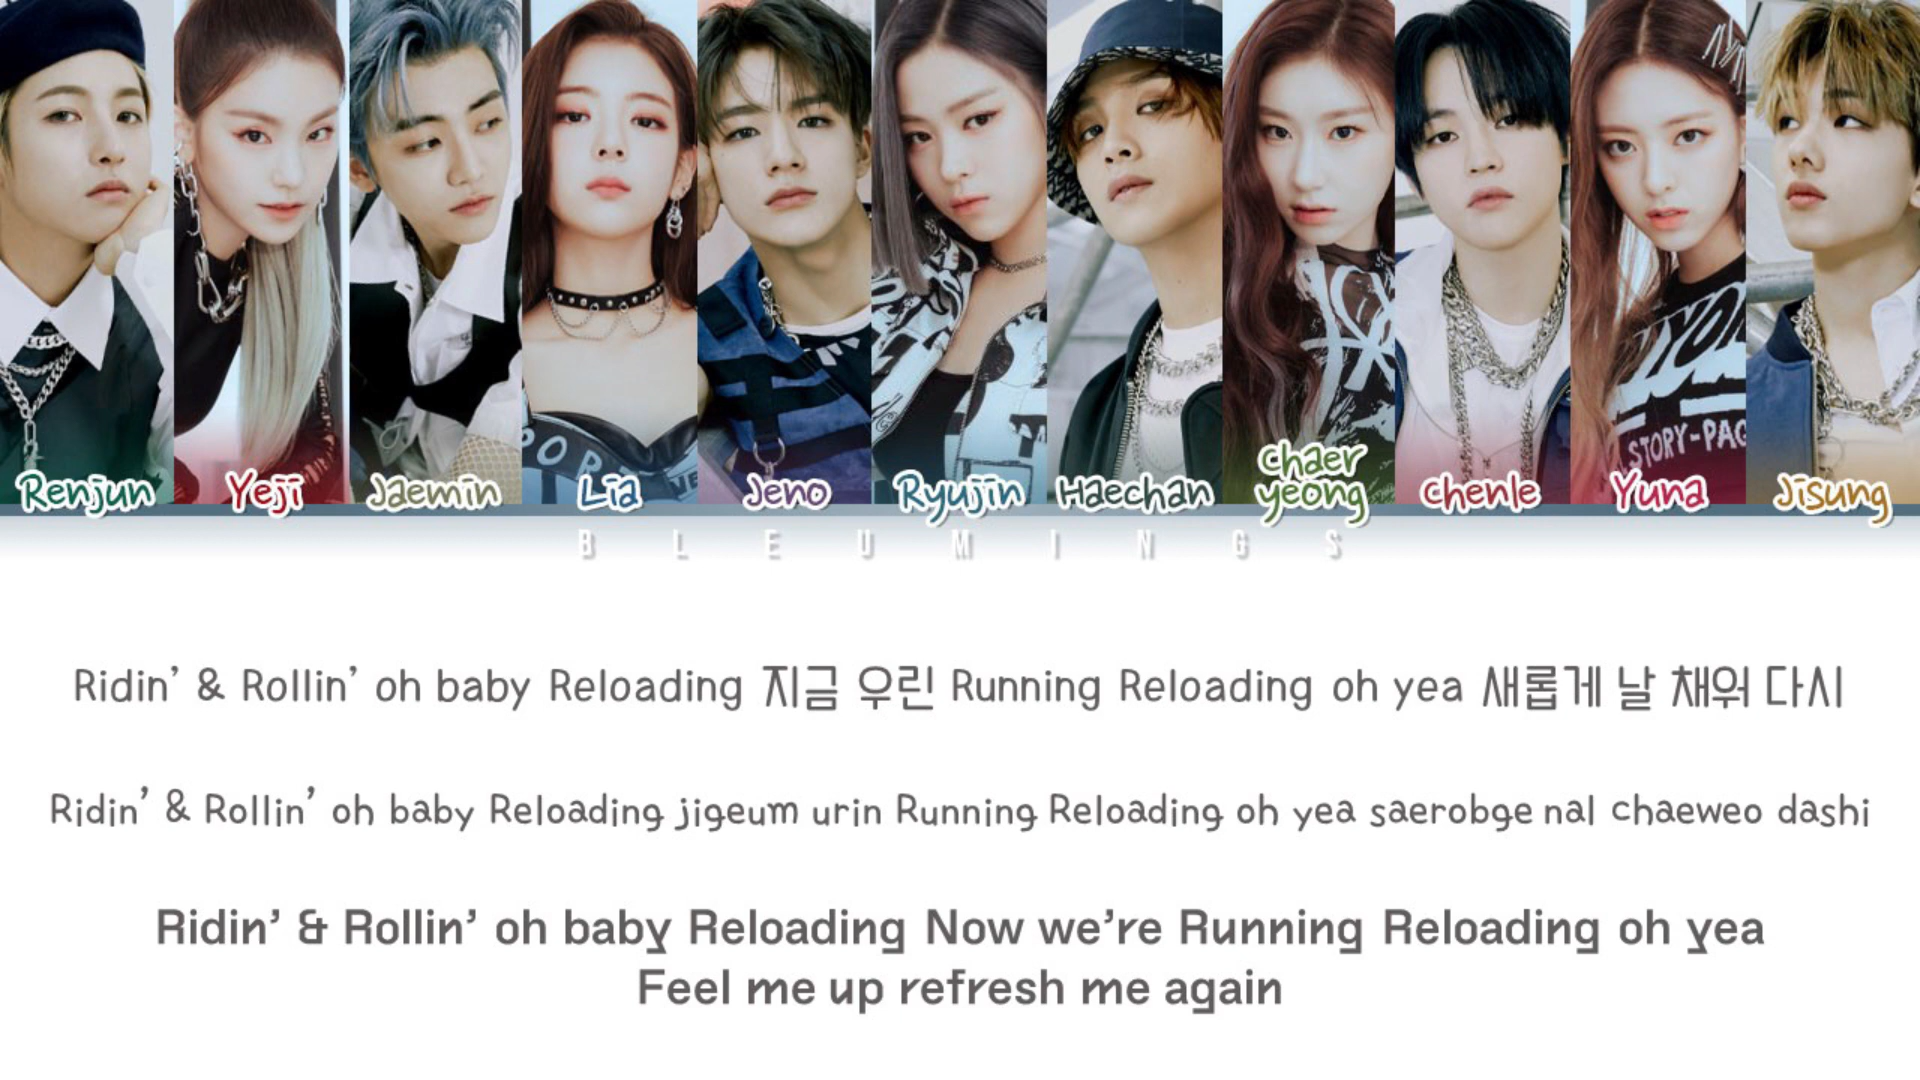 Renjun Yeji Jaemin Lia Jeno Ryujin Haechan chaer yeong chenle Yuna Jisung
STORY-PAG
BLEUMINGS
Ridin' & Rollin' oh baby Reloading 지금 우린 Running Reloading oh yea 새롭게 날 채워 다시
Ridin' & Rollin' oh baby Reloading jigeum urin Running Reloading oh yea saerobge nal chaeweo dashi
Ridin' & Rollin' oh baby Reloading Now we're Running Reloading oh yea
Feel me up refresh me again